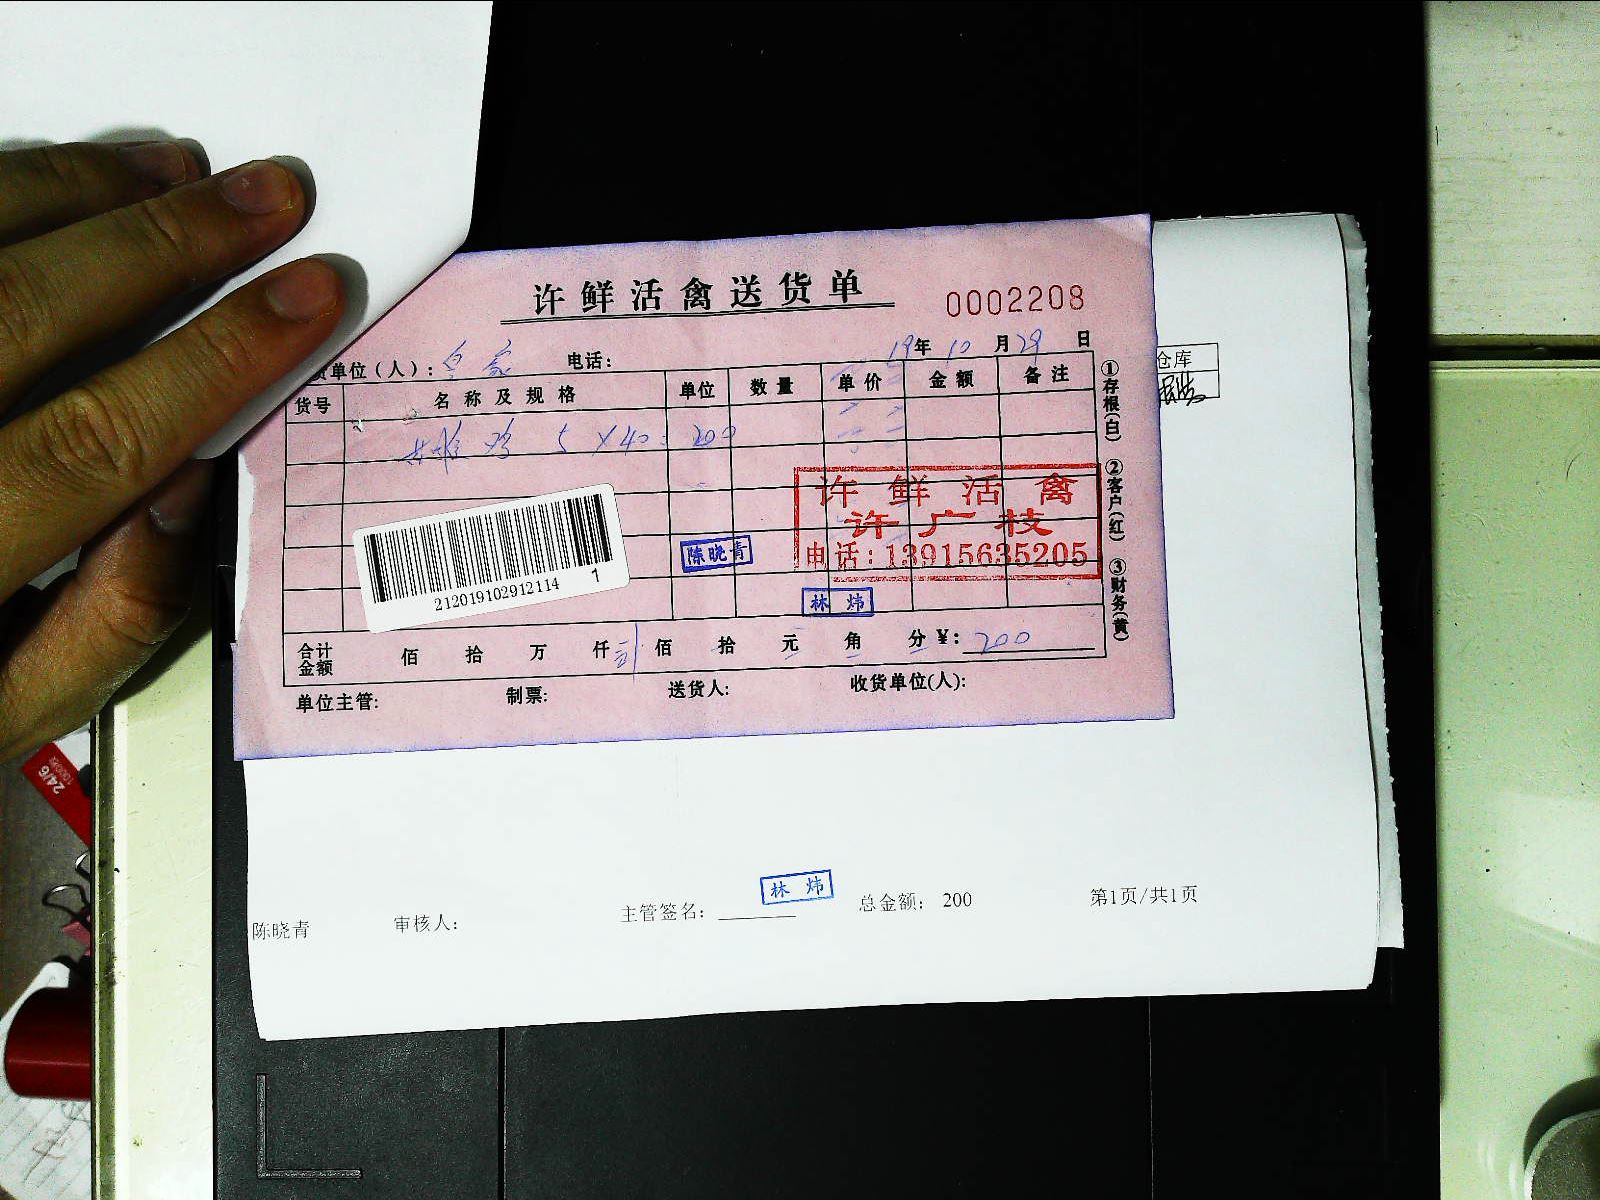 许鲜活禽送货单
0002208
19年 10月 29日
单位(人): 皇家 电话:
仓库
货号 名称及规格 单位 数量 单价 金额 备注
鸡 5×40=200
①存根(白) ②客户(红) ③财务(黄)
许鲜活禽
许广枝
电话:13915635205
陈晓青
林炜
212019102912114 1
合计金额 佰 拾 万 仟 佰 拾 元 角 分 ¥: 200
单位主管: 制票: 送货人: 收货单位(人):
24/6
陈晓青 审核人: 主管签名: 林炜 总金额: 200 第1页/共1页